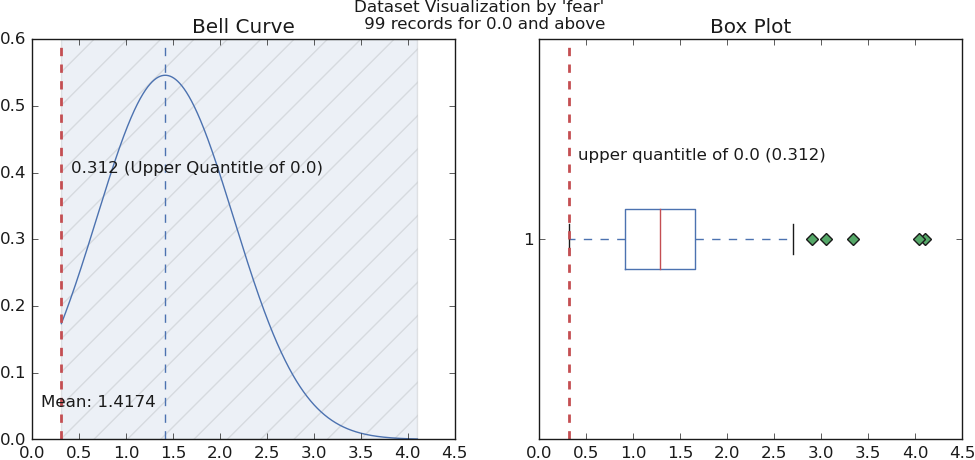 Dataset Visualization by 'fear'
99 records for 0.0 and above
Bell Curve
0.6
0.5
0.4
0.3
0.2
0.1
0.0
0.312 (Upper Quantitle of 0.0)
Mean: 1.4174
0.0 0.5 1.0 1.5 2.0 2.5 3.0 3.5 4.0 4.5
Box Plot
upper quantitle of 0.0 (0.312)
1
0.0 0.5 1.0 1.5 2.0 2.5 3.0 3.5 4.0 4.5